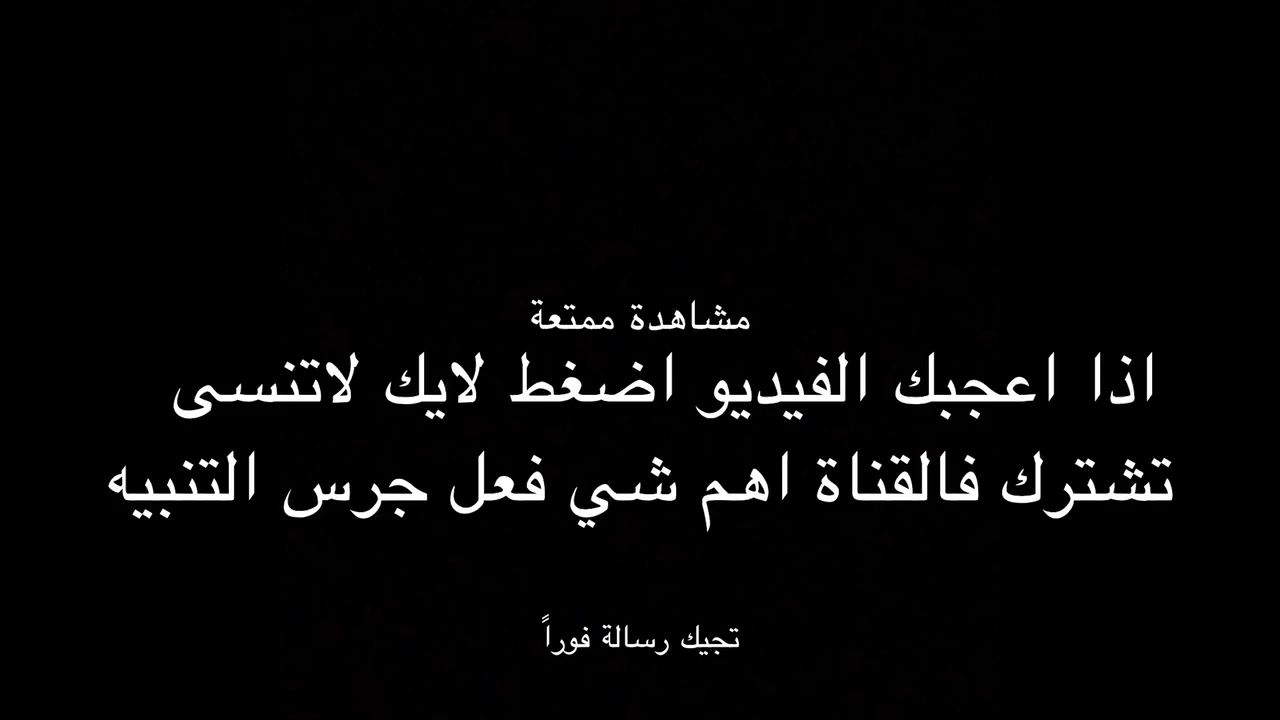 مشاهدة ممتعة
اذا اعجبك الفيديو اضغط لايك لاتنسى
تشترك فالقناة اهم شي فعل جرس التنبيه
تجيك رسالة فوراً